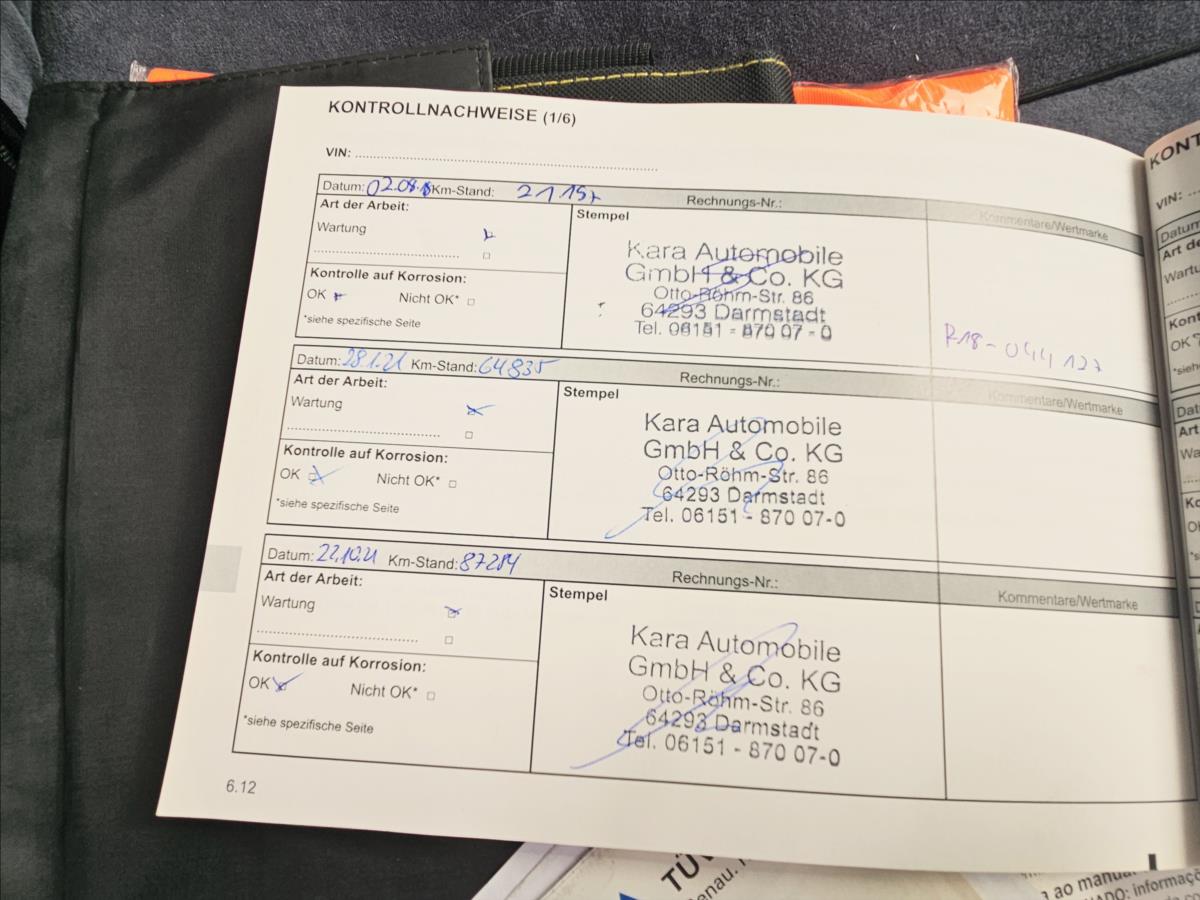 KONTROLLNACHWEISE (1/6)
VIN:
Datum: 02.08.18 Km-Stand: 21197 Rechnungs-Nr.: Kommentare/Wertmarke
Art der Arbeit:
Wartung
Kontrolle auf Korrosion:
OK Nicht OK*
*siehe spezifische Seite
Stempel
Kara Automobile
GmbH & Co. KG
Otto-Röhm-Str. 86
64293 Darmstadt
Tel. 06151 - 870 07 - 0
R18-044127
Datum: 28.1.21 Km-Stand: 64835 Rechnungs-Nr.: Kommentare/Wertmarke
Art der Arbeit:
Wartung
Kontrolle auf Korrosion:
OK Nicht OK*
*siehe spezifische Seite
Stempel
Kara Automobile
GmbH & Co. KG
Otto-Röhm-Str. 86
64293 Darmstadt
Tel. 06151 - 870 07-0
Datum: 22.10.21 Km-Stand: 87284 Rechnungs-Nr.: Kommentare/Wertmarke
Art der Arbeit:
Wartung
Kontrolle auf Korrosion:
OK Nicht OK*
*siehe spezifische Seite
Stempel
Kara Automobile
GmbH & Co. KG
Otto-Röhm-Str. 86
64293 Darmstadt
Tel. 06151 - 870 07-0
6.12
VIN: